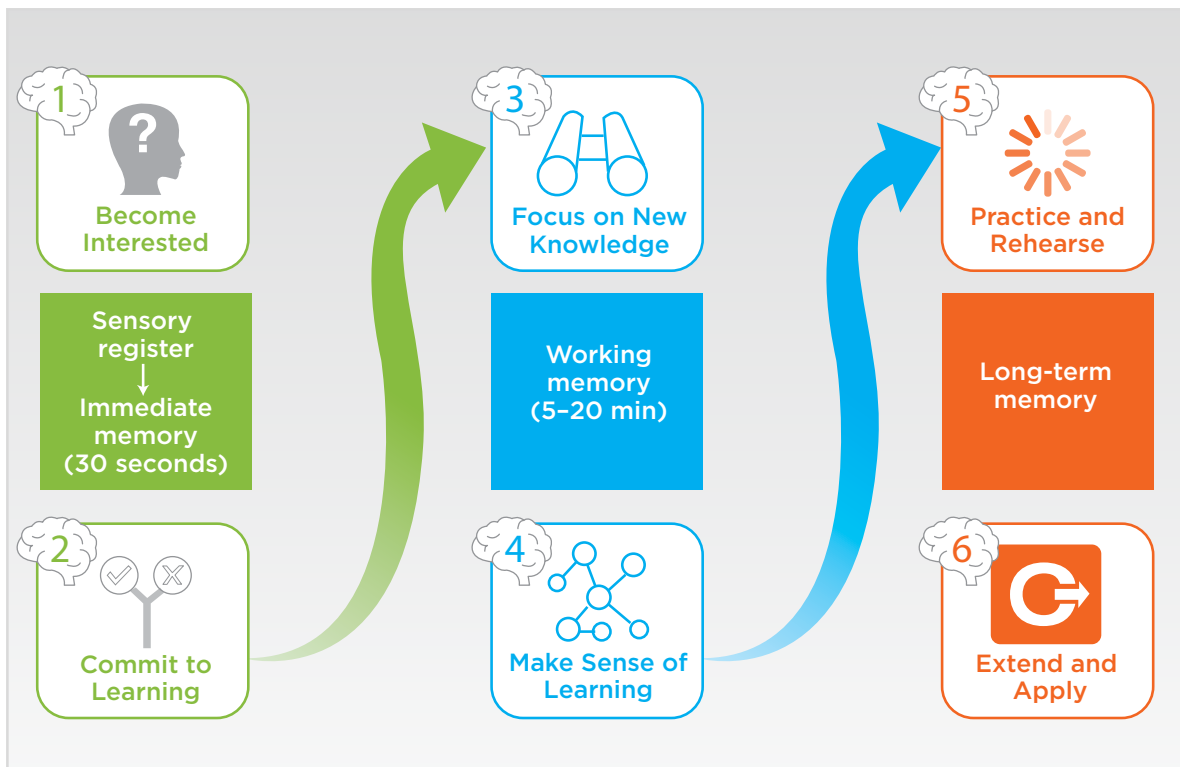 1
?
Become
Interested
Sensory
register
Immediate
memory
(30 seconds)
2
Commit to
Learning
3
Focus on New
Knowledge
Working
memory
(5–20 min)
4
Make Sense of
Learning
5
Practice and
Rehearse
Long-term
memory
6
Extend and
Apply